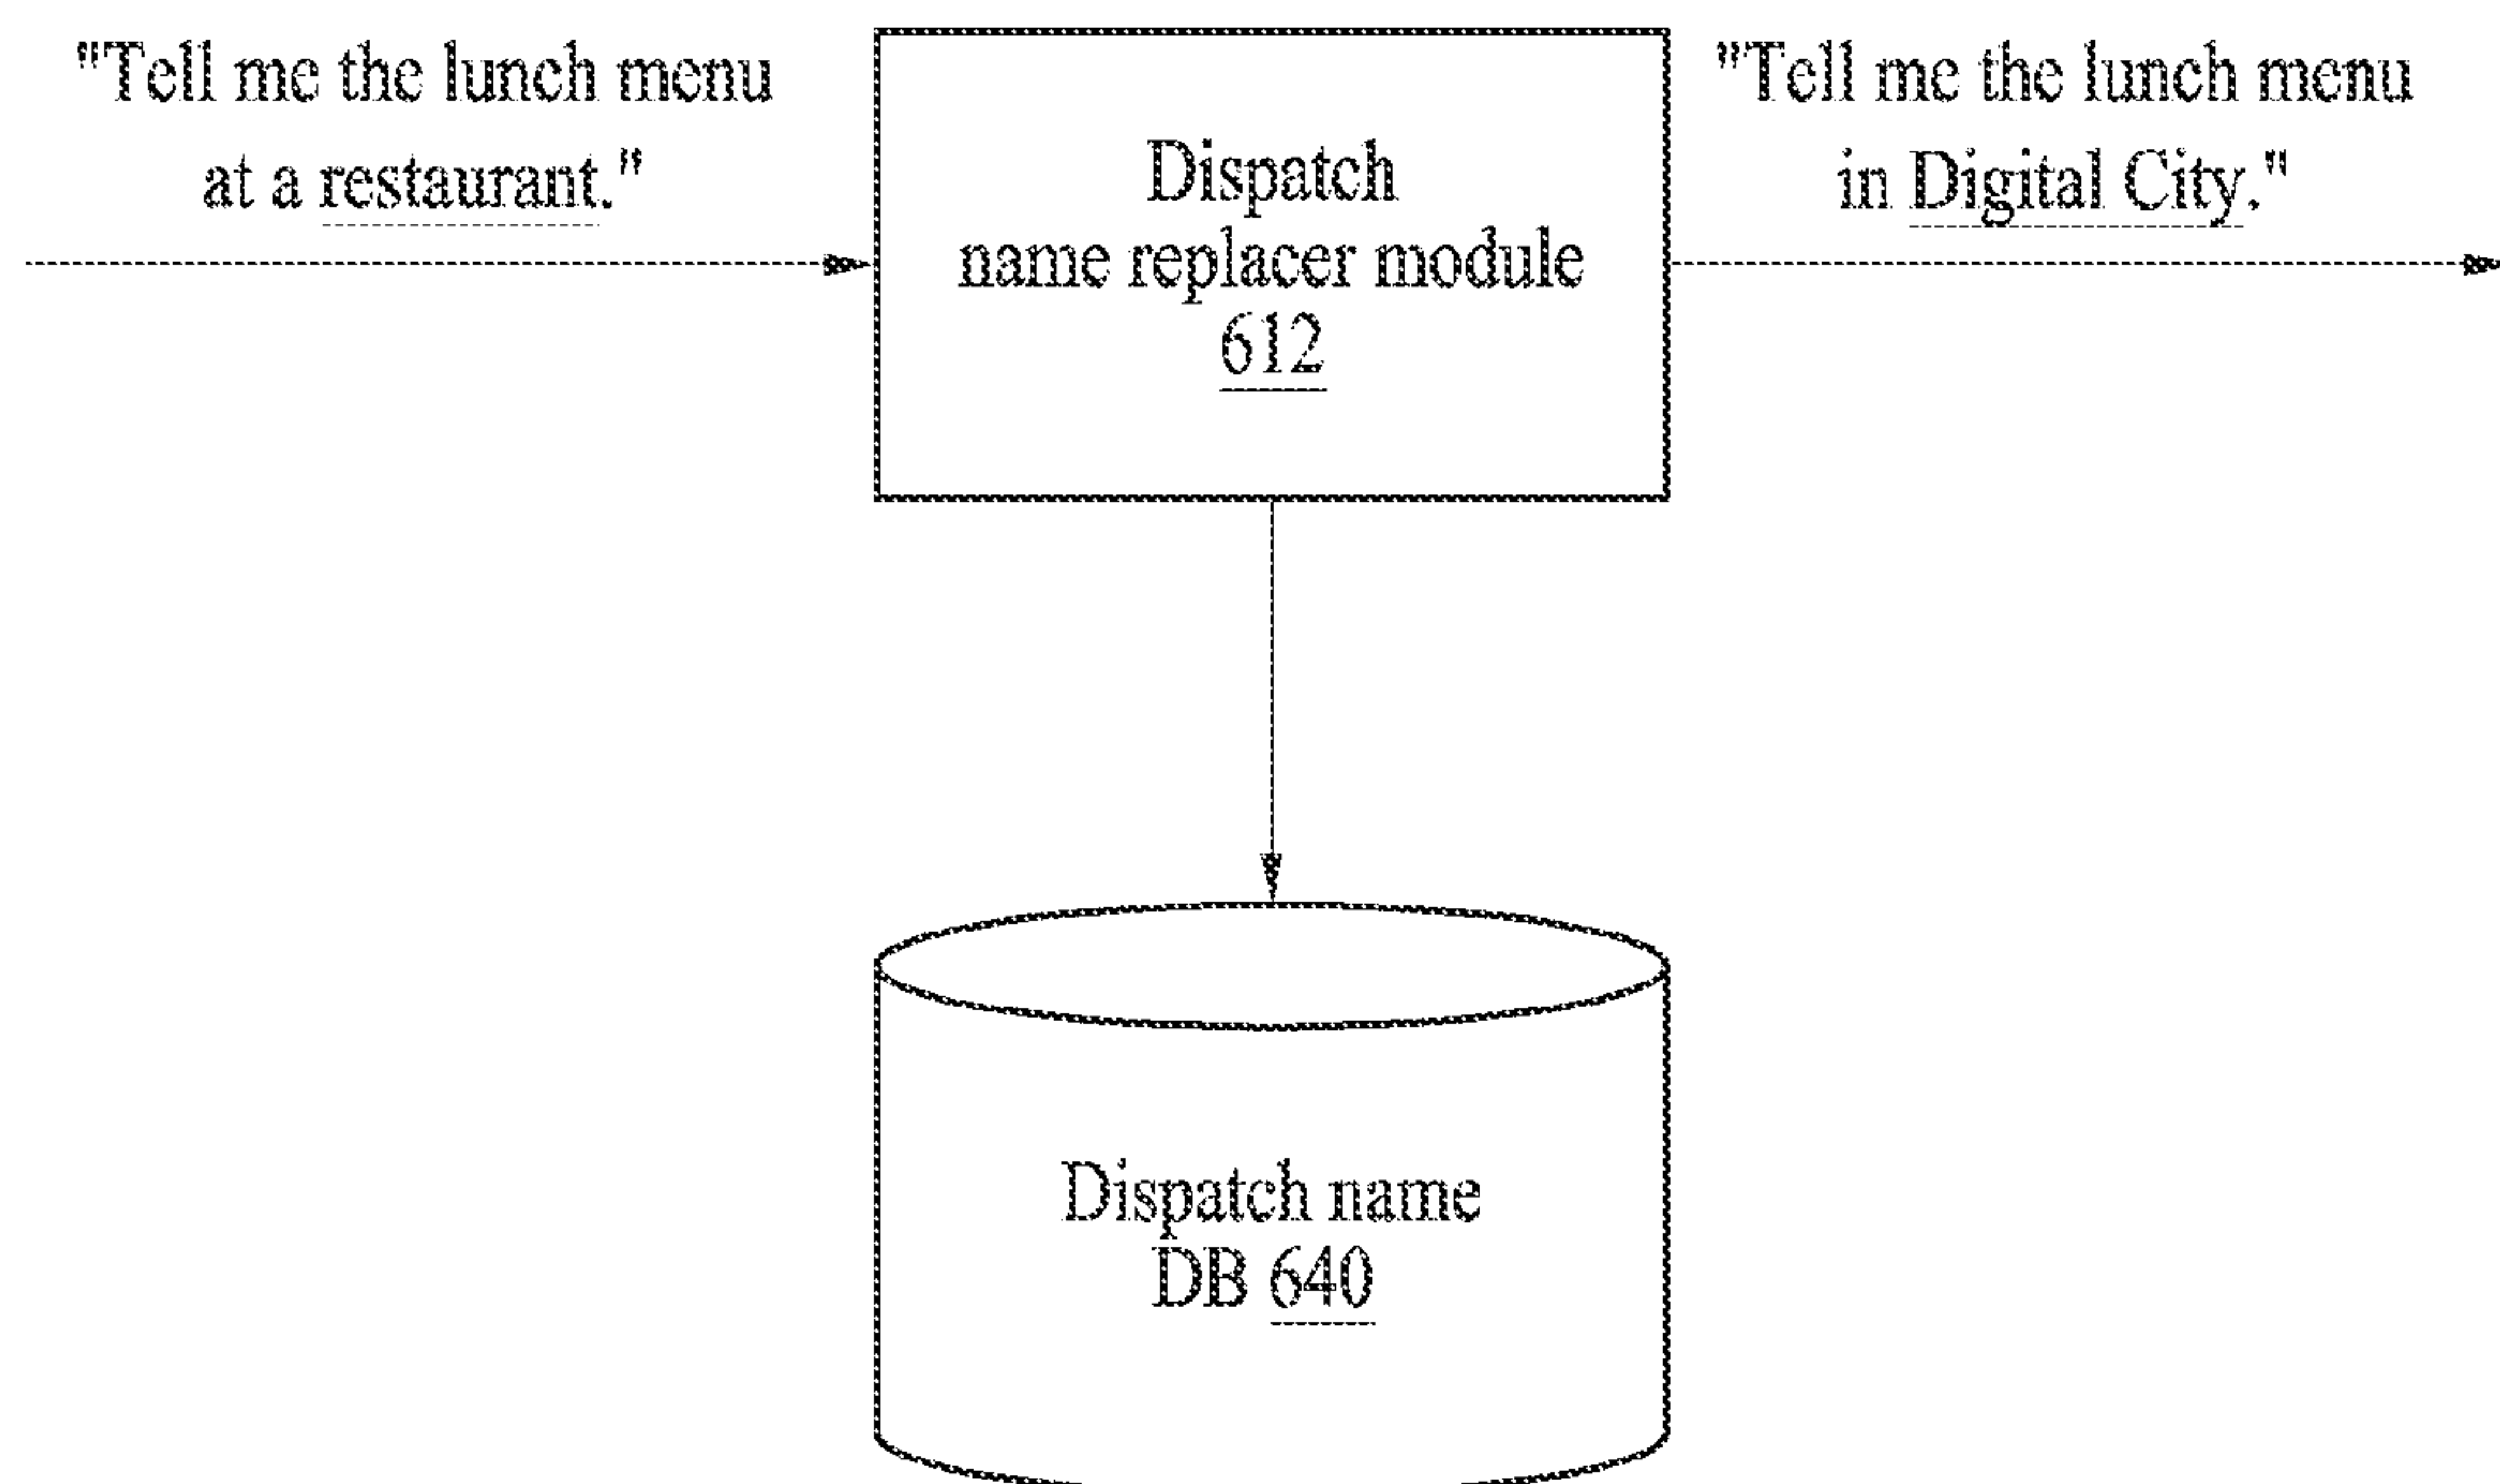 "Tell me the lunch menu
at a restaurant."
Dispatch
name replacer module
612
"Tell me the lunch menu
in Digital City."
Dispatch name
DB 640